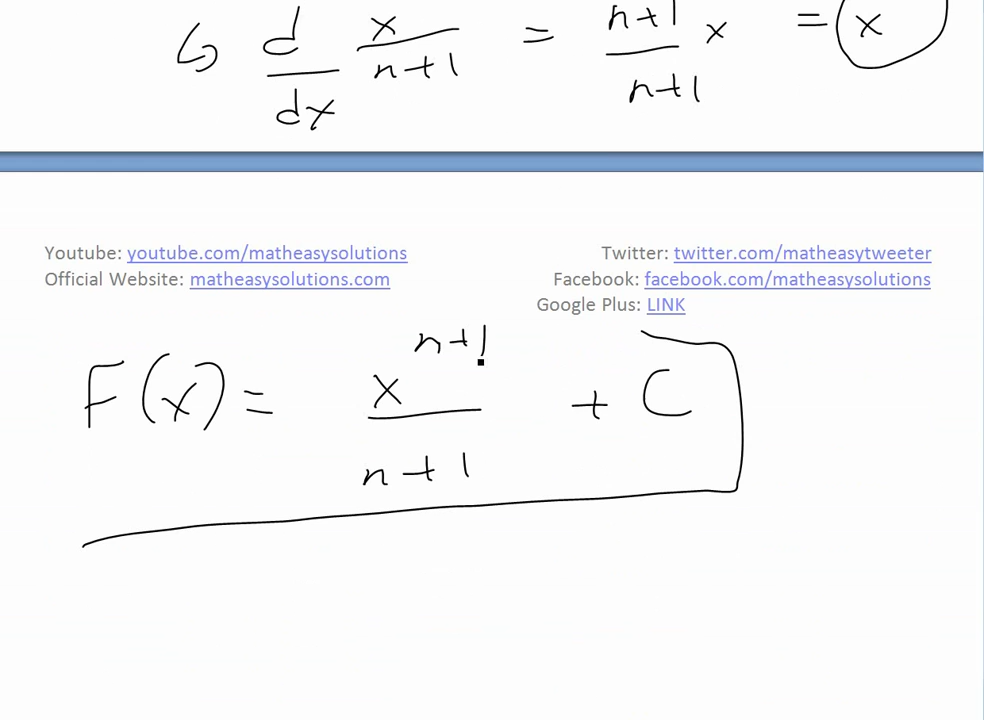 ↳ d/dx x/n+1 = n+1/n+1 x = x
Youtube: youtube.com/matheasysolutions Twitter: twitter.com/matheasytweeter
Official Website: matheasysolutions.com Facebook: facebook.com/matheasysolutions
Google Plus: LINK
F(x) = x^n+1/n+1 + C